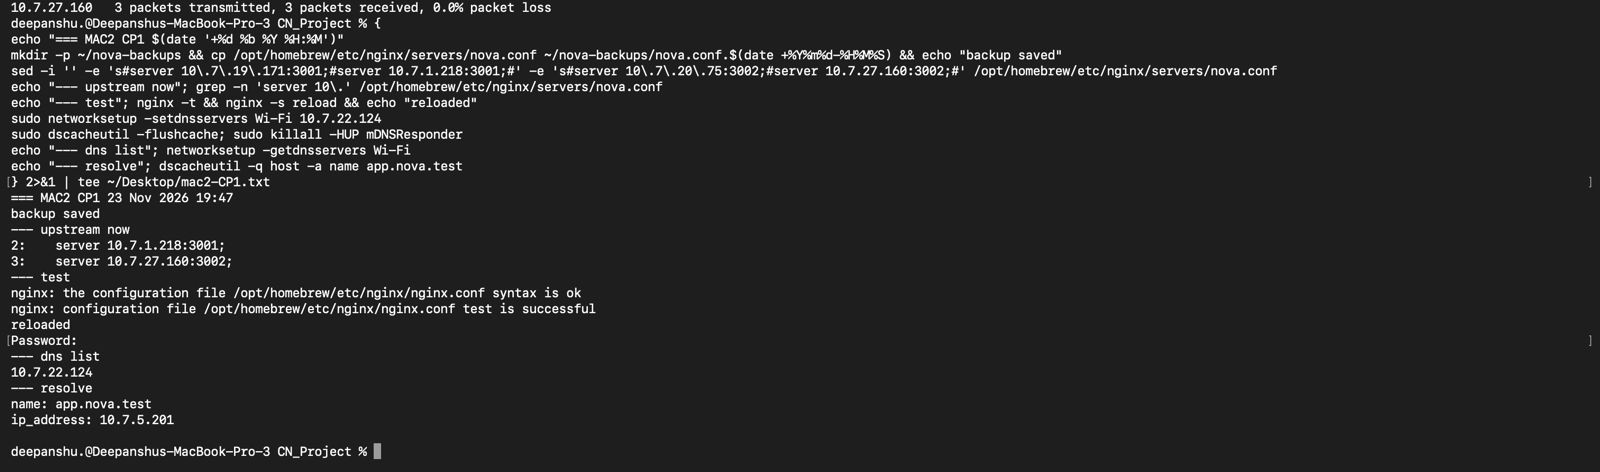 10.7.27.160   3 packets transmitted, 3 packets received, 0.0% packet loss
deepanshu.@Deepanshus-MacBook-Pro-3 CN_Project % {
echo "=== MAC2 CP1 $(date '+%d %b %Y %H:%M')"
mkdir -p ~/nova-backups && cp /opt/homebrew/etc/nginx/servers/nova.conf ~/nova-backups/nova.conf.$(date +%Y%m%d-%H%M%S) && echo "backup saved"
sed -i '' -e 's#server 10\.7\.19\.171:3001;#server 10.7.1.218:3001;#' -e 's#server 10\.7\.20\.75:3002;#server 10.7.27.160:3002;#' /opt/homebrew/etc/nginx/servers/nova.conf
echo "--- upstream now"; grep -n 'server 10\.' /opt/homebrew/etc/nginx/servers/nova.conf
echo "--- test"; nginx -t && nginx -s reload && echo "reloaded"
sudo networksetup -setdnsservers Wi-Fi 10.7.22.124
sudo dscacheutil -flushcache; sudo killall -HUP mDNSResponder
echo "--- dns list"; networksetup -getdnsservers Wi-Fi
echo "--- resolve"; dscacheutil -q host -a name app.nova.test
[} 2>&1 | tee ~/Desktop/mac2-CP1.txt ]
=== MAC2 CP1 23 Nov 2026 19:47
backup saved
--- upstream now
2:    server 10.7.1.218:3001;
3:    server 10.7.27.160:3002;
--- test
nginx: the configuration file /opt/homebrew/etc/nginx/nginx.conf syntax is ok
nginx: configuration file /opt/homebrew/etc/nginx/nginx.conf test is successful
reloaded
[Password: ]
--- dns list
10.7.22.124
--- resolve
name: app.nova.test
ip_address: 10.7.5.201
deepanshu.@Deepanshus-MacBook-Pro-3 CN_Project %